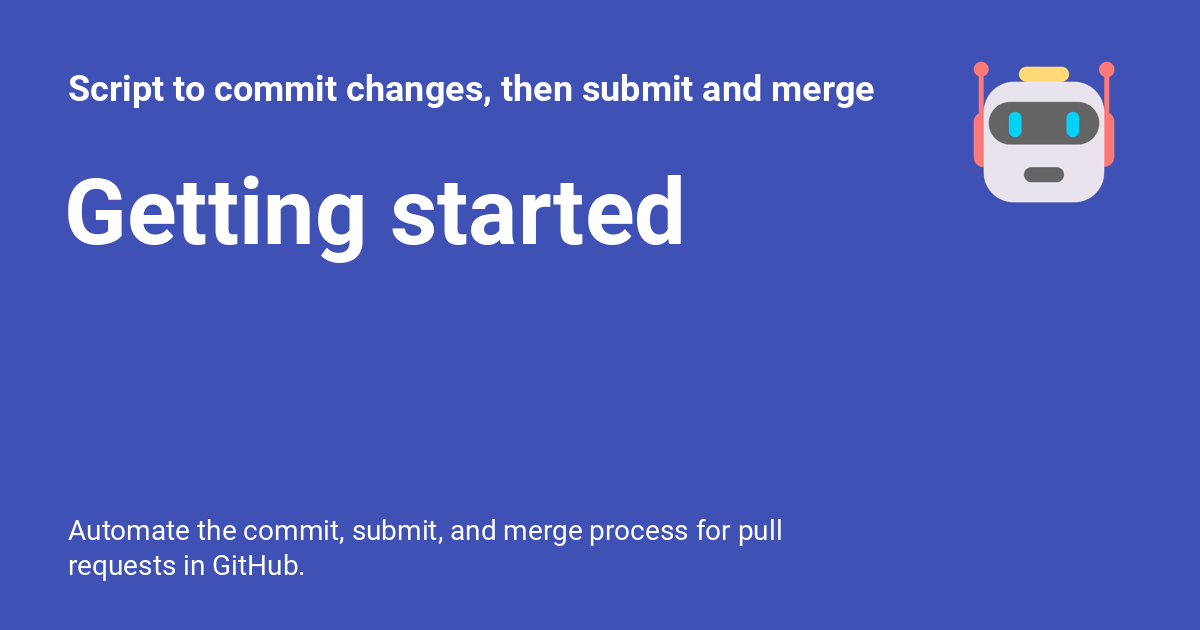 Script to commit changes, then submit and merge
Getting started
Automate the commit, submit, and merge process for pull
requests in GitHub.